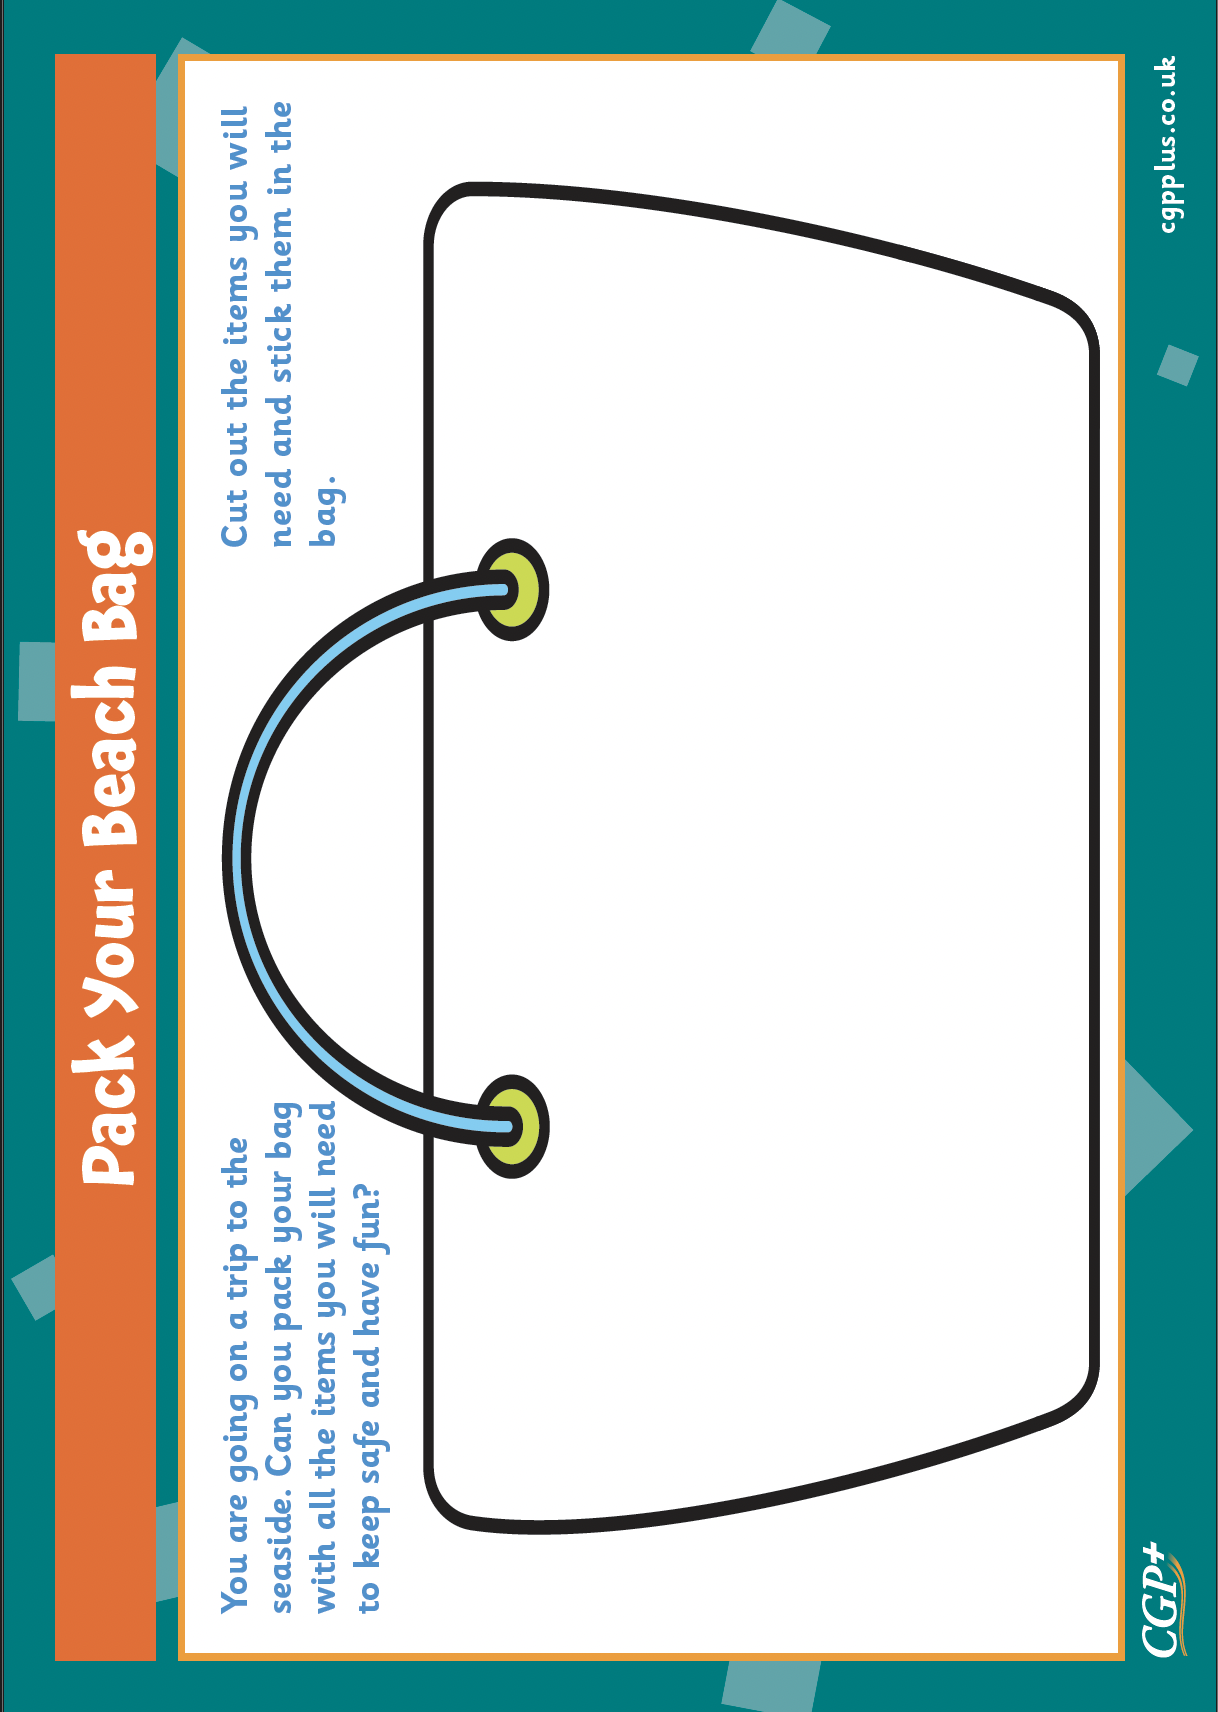 Pack Your Beach Bag
You are going on a trip to the
seaside. Can you pack your bag
with all the items you will need
to keep safe and have fun?
Cut out the items you will
need and stick them in the
bag.
CGP+
cgpplus.co.uk